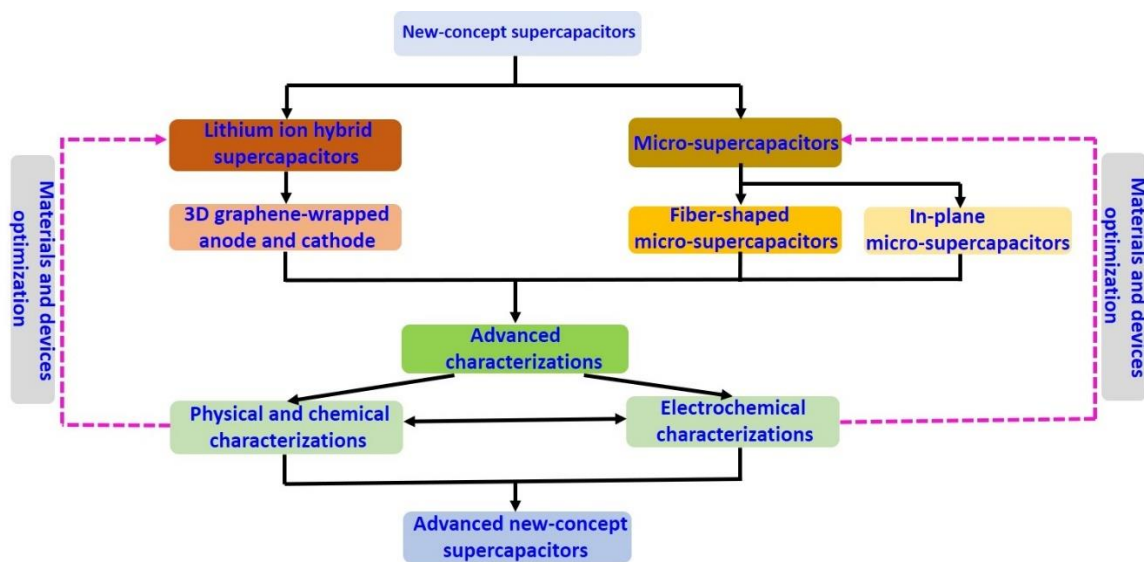 New-concept supercapacitors
Lithium ion hybrid
supercapacitors
Micro-supercapacitors
3D graphene-wrapped
anode and cathode
Fiber-shaped
micro-supercapacitors
In-plane
micro-supercapacitors
Materials and devices
optimization
Materials and devices
optimization
Advanced
characterizations
Physical and chemical
characterizations
Electrochemical
characterizations
Advanced new-concept
supercapacitors